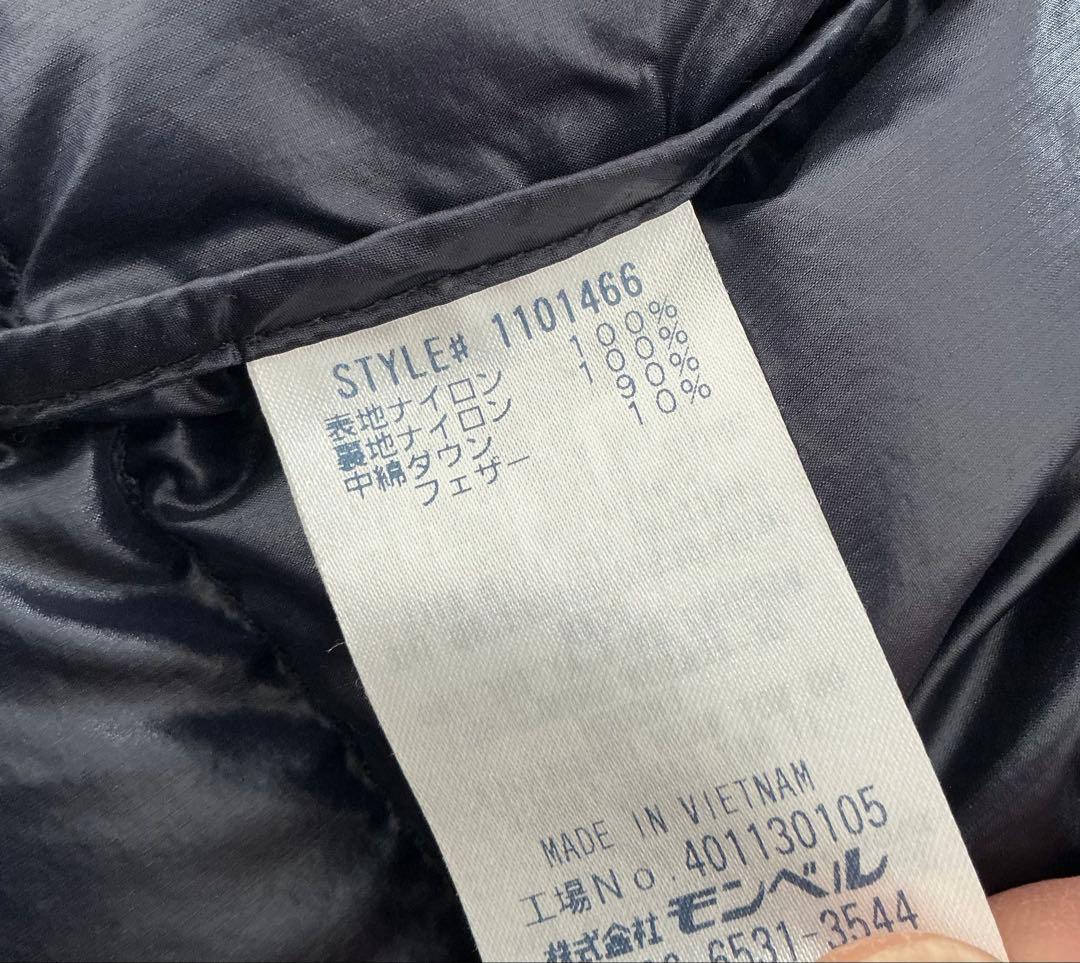 STYLE# 1101466
表地ナイロン 100%
裏地ナイロン 100%
中綿ダウン 90%
フェザー 10%
MADE IN VIETNAM
工場No.401130105
株式会社 モンベル
6531-3544